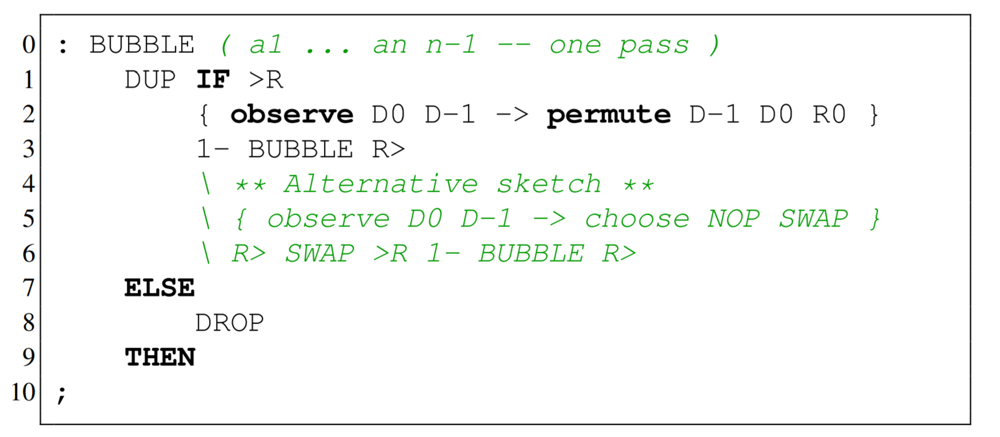 0 : BUBBLE ( a1 ... an n-1 -- one pass )
1 DUP IF >R
2 { observe D0 D-1 -> permute D-1 D0 R0 }
3 1- BUBBLE R>
4 \ ** Alternative sketch **
5 \ { observe D0 D-1 -> choose NOP SWAP }
6 \ R> SWAP >R 1- BUBBLE R>
7 ELSE
8 DROP
9 THEN
10 ;